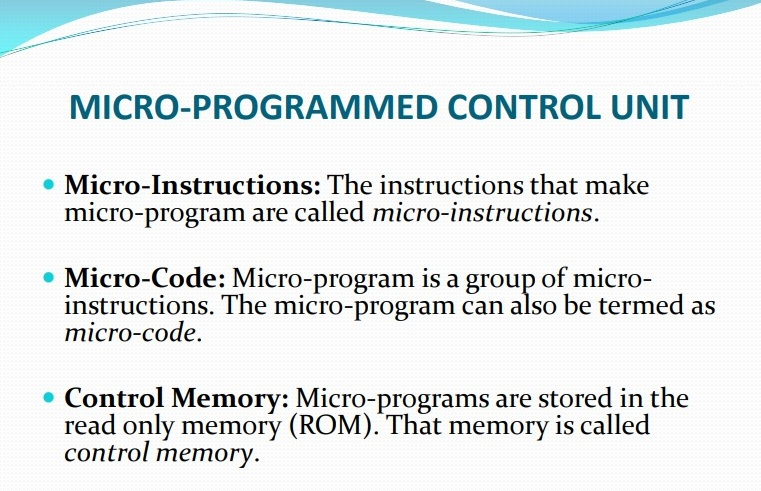 MICRO-PROGRAMMED CONTROL UNIT
• Micro-Instructions: The instructions that make
micro-program are called micro-instructions.
• Micro-Code: Micro-program is a group of micro-
instructions. The micro-program can also be termed as
micro-code.
• Control Memory: Micro-programs are stored in the
read only memory (ROM). That memory is called
control memory.